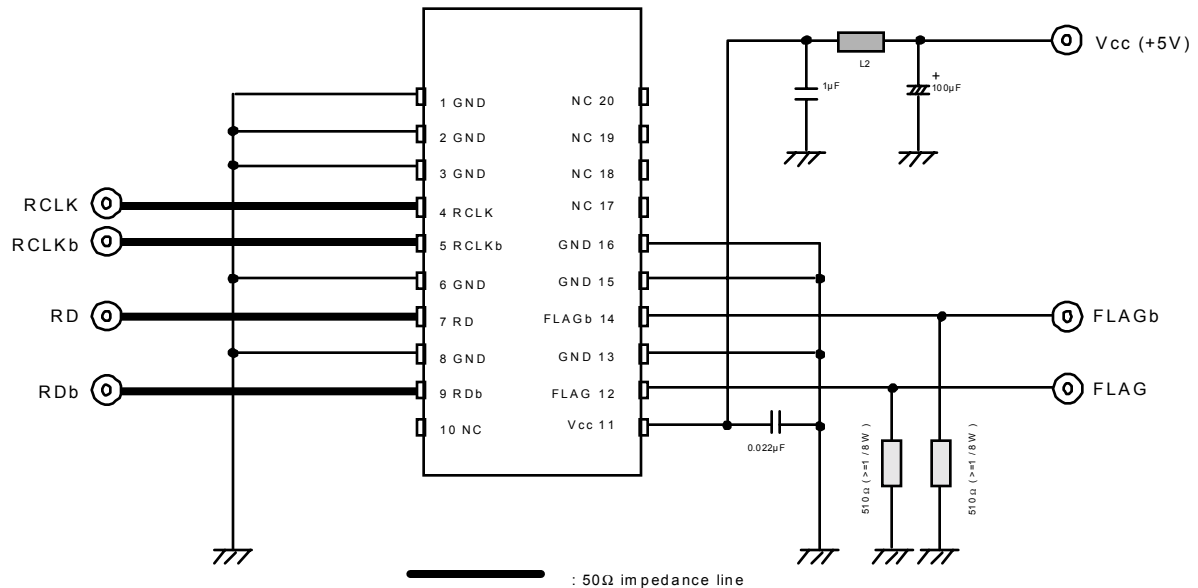 Vcc (+5V)
L2
+
1µF
100µF
1 GND
NC 20
2 GND
NC 19
3 GND
NC 18
RCLK
4 RCLK
NC 17
RCLKb
5 RCLKb
GND 16
6 GND
GND 15
RD
7 RD
FLAGb 14
FLAGb
8 GND
GND 13
RDb
9 RDb
FLAG 12
FLAG
10 NC
Vcc 11
0.022µF
510Ω (>=1/8W)
510Ω (>=1/8W)
: 50Ω impedance line